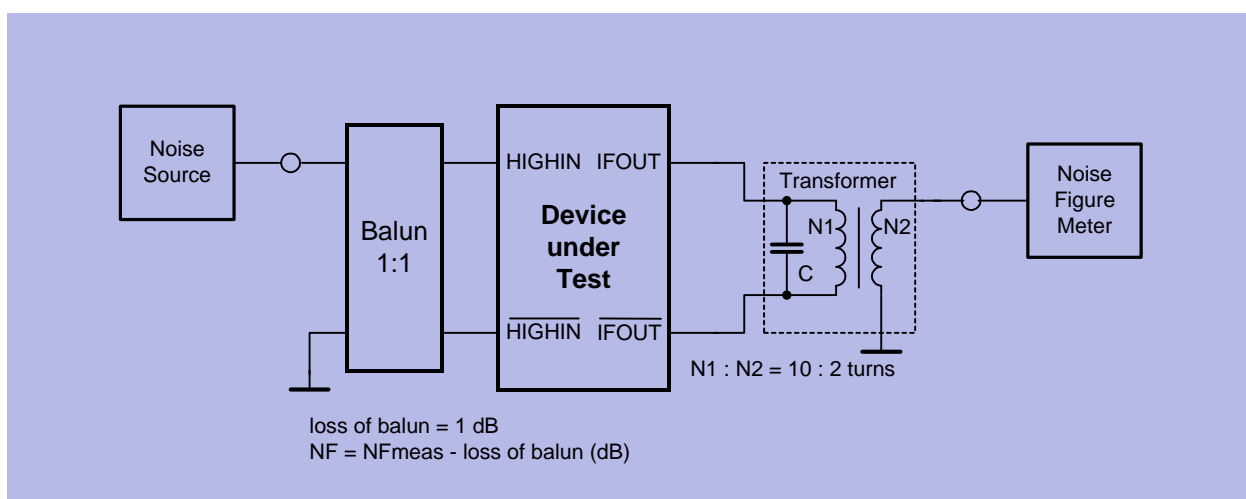 Noise
Source
Balun
1:1
HIGHIN IFOUT
Device
under
Test
HIGHIN IFOUT
Transformer
N1 N2
C
N1 : N2 = 10 : 2 turns
Noise
Figure
Meter
loss of balun = 1 dB
NF = NFmeas - loss of balun (dB)